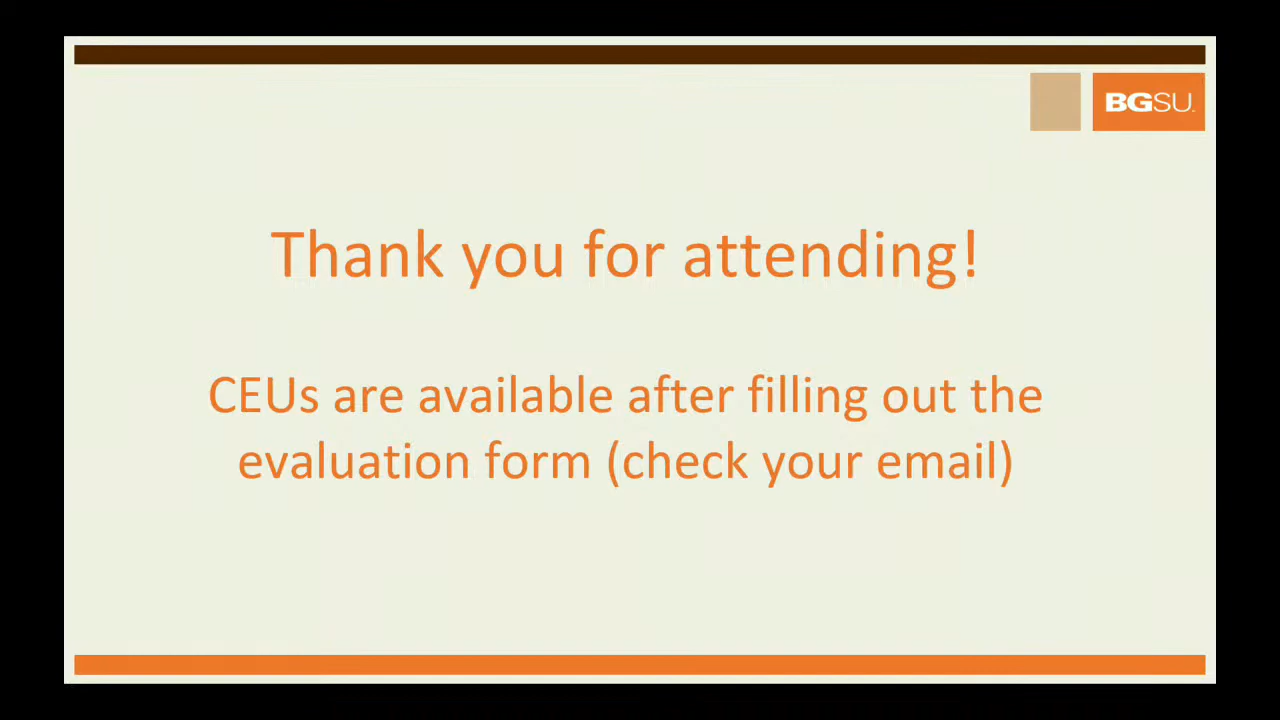 BGSU
Thank you for attending!
CEUs are available after filling out the
evaluation form (check your email)